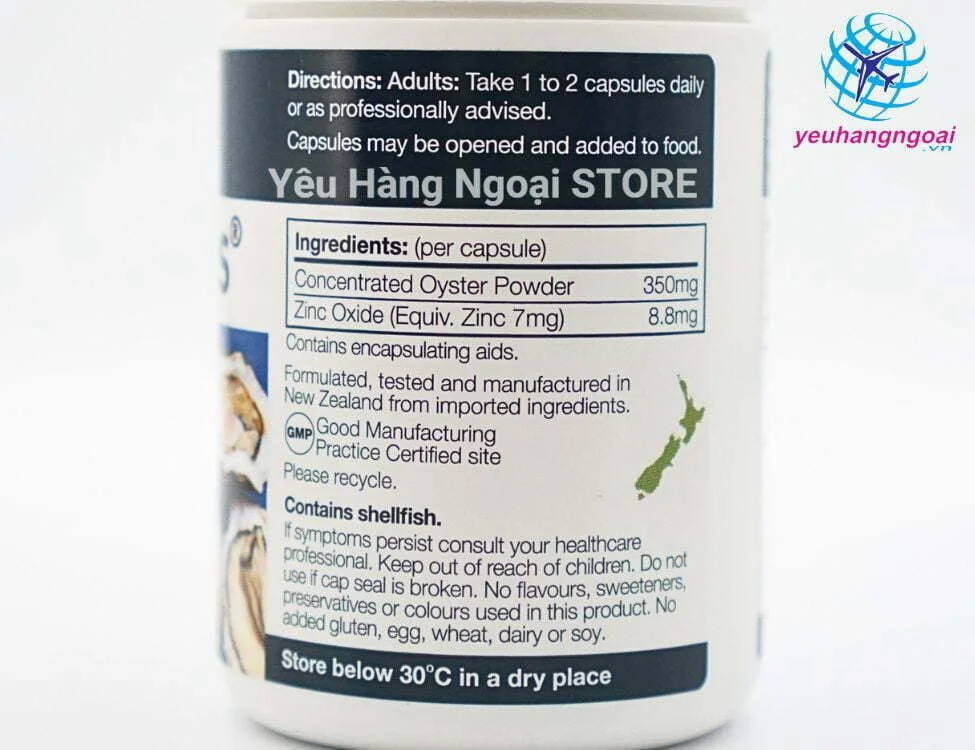 Directions: Adults: Take 1 to 2 capsules daily
or as professionally advised.
Capsules may be opened and added to food.
Yêu Hàng Ngoại STORE
yeuhangngoai
.vn
S®
Ingredients: (per capsule)
Concentrated Oyster Powder 350mg
Zinc Oxide (Equiv. Zinc 7mg) 8.8mg
Contains encapsulating aids.
Formulated, tested and manufactured in
New Zealand from imported ingredients.
GMP Good Manufacturing
Practice Certified site
Please recycle.
Contains shellfish.
If symptoms persist consult your healthcare
professional. Keep out of reach of children. Do not
use if cap seal is broken. No flavours, sweeteners,
preservatives or colours used in this product. No
added gluten, egg, wheat, dairy or soy.
Store below 30°C in a dry place